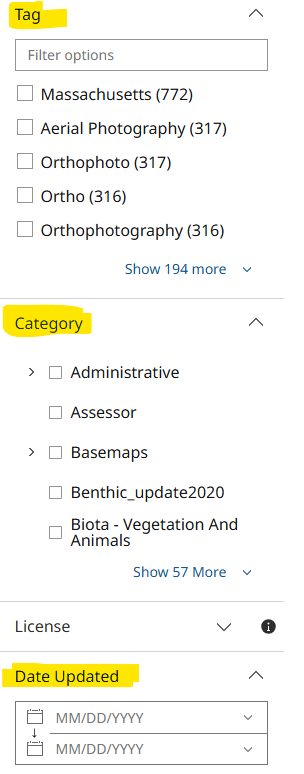 Tag
Filter options
Massachusetts (772)
Aerial Photography (317)
Orthophoto (317)
Ortho (316)
Orthophotography (316)
Show 194 more
Category
Administrative
Assessor
Basemaps
Benthic_update2020
Biota - Vegetation And
Animals
Show 57 More
License
Date Updated
MM/DD/YYYY
MM/DD/YYYY